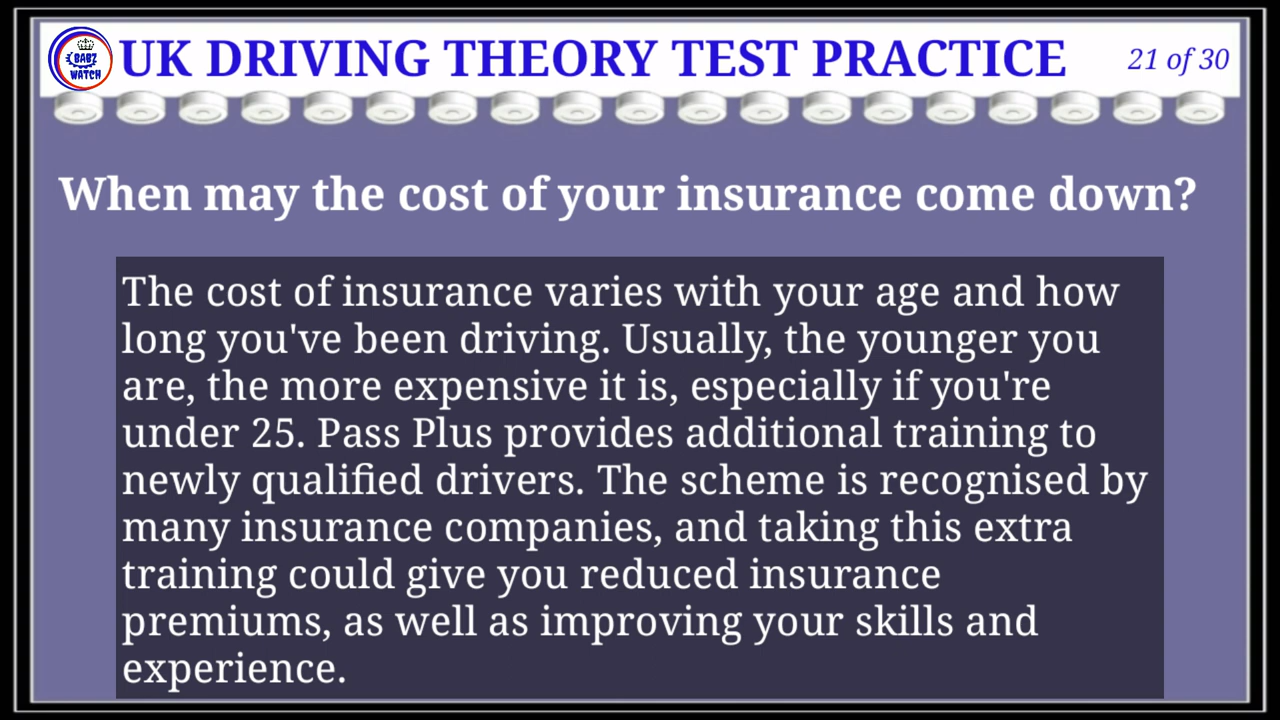 BABZ
WATCH
UK DRIVING THEORY TEST PRACTICE
21 of 30
When may the cost of your insurance come down?
The cost of insurance varies with your age and how
long you've been driving. Usually, the younger you
are, the more expensive it is, especially if you're
under 25. Pass Plus provides additional training to
newly qualified drivers. The scheme is recognised by
many insurance companies, and taking this extra
training could give you reduced insurance
premiums, as well as improving your skills and
experience.